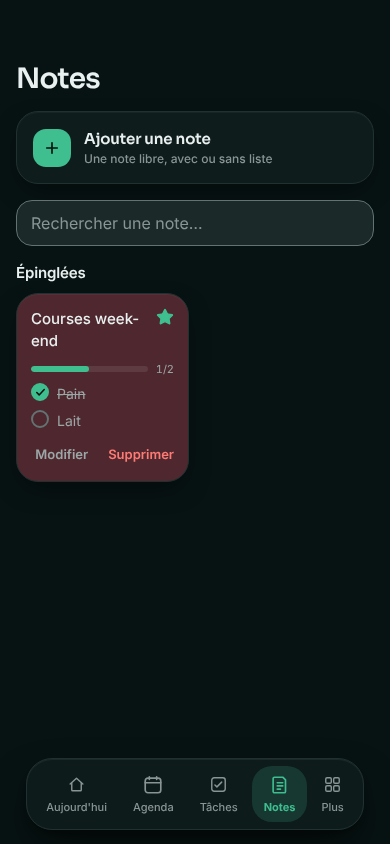 Notes
Ajouter une note
Une note libre, avec ou sans liste
Rechercher une note...
Épinglées
Courses week-
end
1/2
Pain
Lait
Modifier Supprimer
Aujourd'hui Agenda Tâches Notes Plus